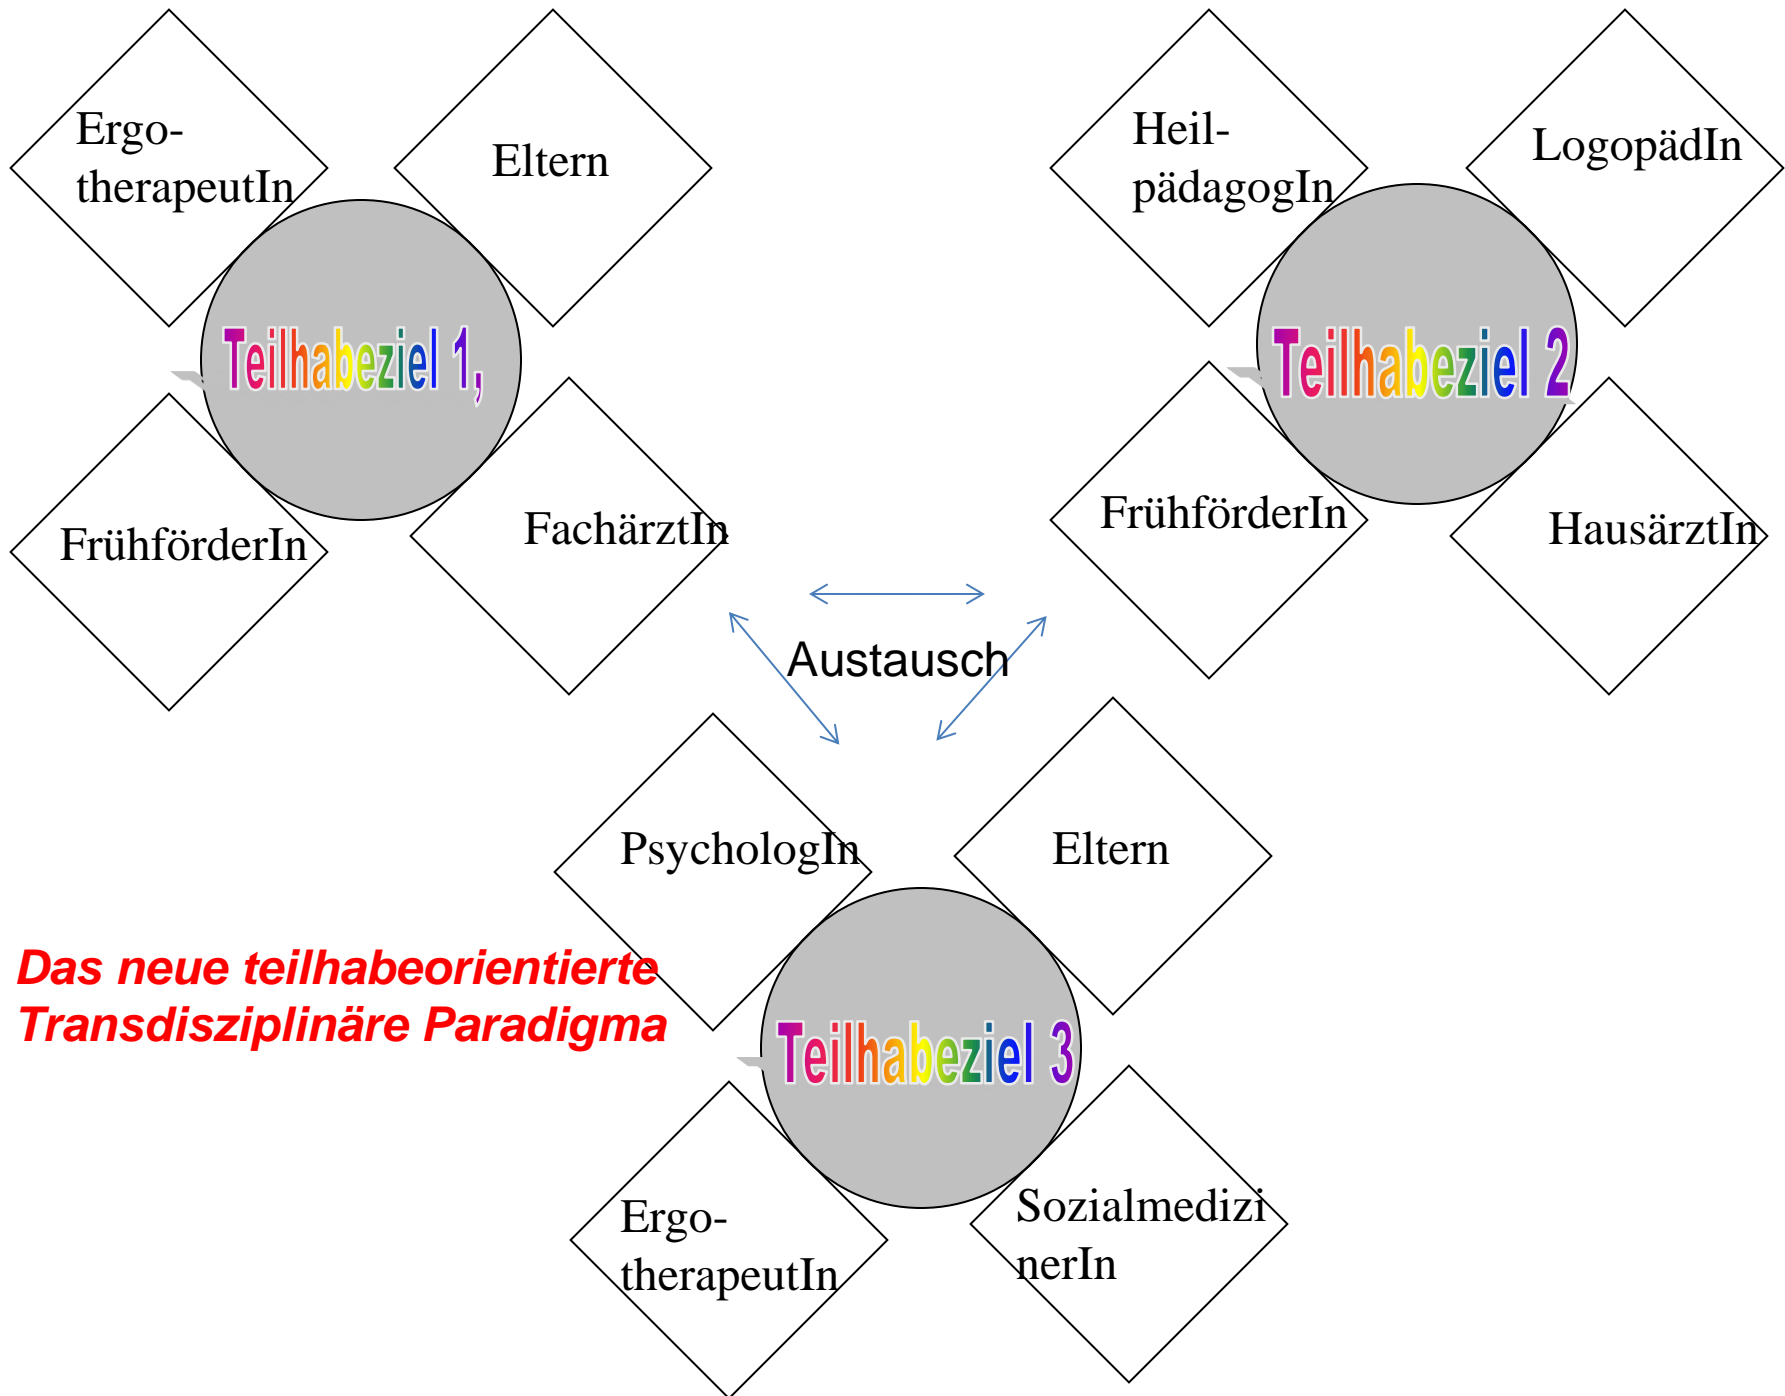 Ergo-
therapeutIn
Eltern
Teilhabeziel 1,
FrühförderIn
FachärztIn
Heil-
pädagogIn
LogopädIn
Teilhabeziel 2
FrühförderIn
HausärztIn
Austausch
PsychologIn
Eltern
Das neue teilhabeorientierte
Transdisziplinäre Paradigma
Teilhabeziel 3
Ergo-
therapeutIn
Sozialmedizi
nerIn